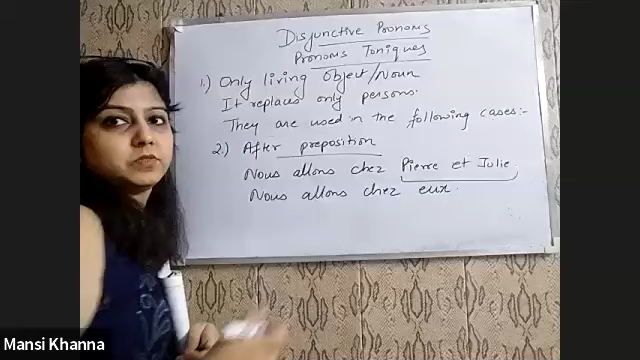 Disjunctive Pronoms
Pronoms Toniques
1.) Only living Object/Noun
It replaces only persons.
They are used in the following cases:-
2.) After preposition
Nous allons chez Pierre et Julie
Nous allons chez eux.
Mansi Khanna